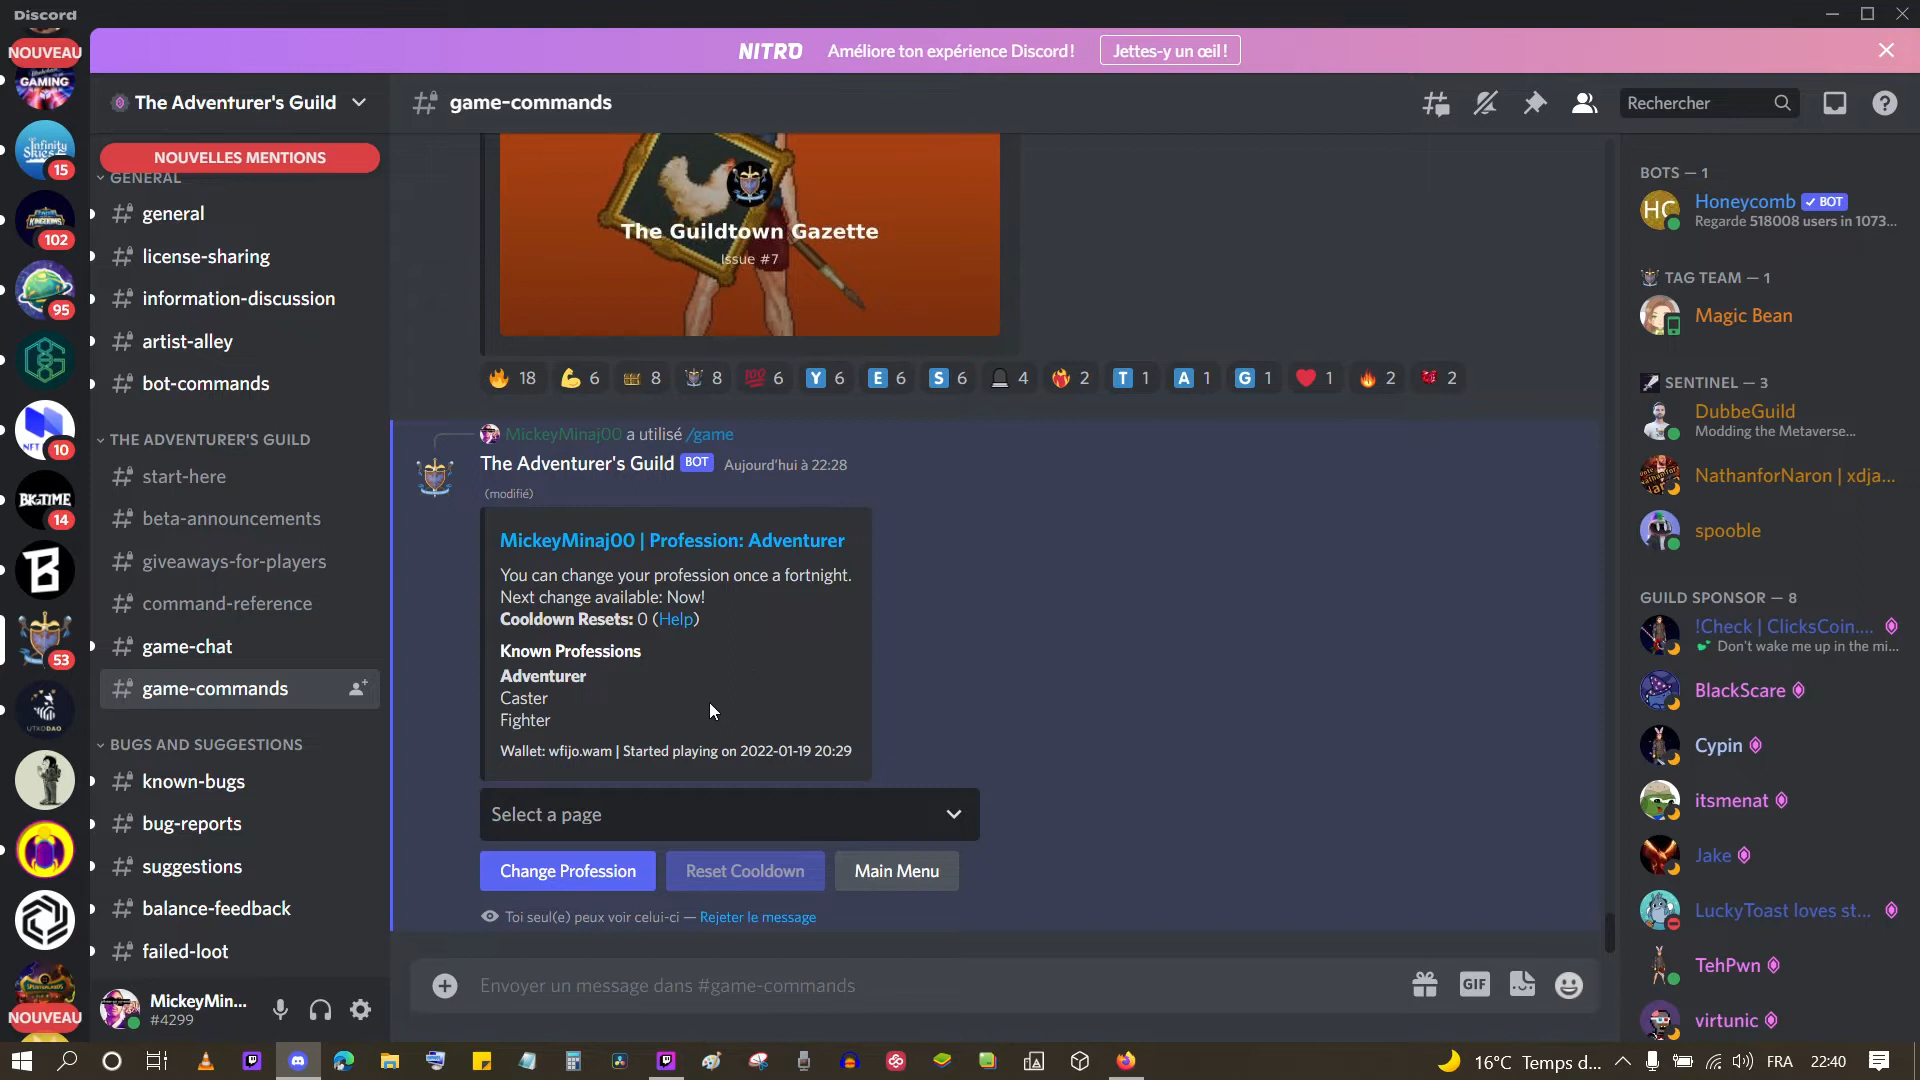 Discord
NITRO Améliore ton expérience Discord ! Jettes-y un œil !
NOUVEAU
GAMING
The Adventurer's Guild
game-commands
Rechercher
NOUVELLES MENTIONS
GENERAL
general
license-sharing
information-discussion
artist-alley
bot-commands
THE ADVENTURER'S GUILD
start-here
beta-announcements
giveaways-for-players
command-reference
game-chat
game-commands
BUGS AND SUGGESTIONS
known-bugs
bug-reports
suggestions
balance-feedback
failed-loot
Infinity Skies
15
KINGDOMS
102
95
NFT
10
BIGTIME
14
53
UTKODAO
NOUVEAU
MickeyMin...
#4299
The Guildtown Gazette
Issue #7
18 6 8 8 6 Y 6 E 6 S 6 4 2 T 1 A 1 G 1 1 2 2
MickeyMinaj00 a utilisé /game
The Adventurer's Guild BOT Aujourd'hui à 22:28
(modifié)
MickeyMinaj00 | Profession: Adventurer
You can change your profession once a fortnight.
Next change available: Now!
Cooldown Resets: 0 (Help)
Known Professions
Adventurer
Caster
Fighter
Wallet: wfijo.wam | Started playing on 2022-01-19 20:29
Select a page
Change Profession Reset Cooldown Main Menu
Toi seul(e) peux voir celui-ci — Rejeter le message
Envoyer un message dans #game-commands
GIF
BOTS — 1
HC
Honeycomb BOT
Regarde 518008 users in 1073...
TAG TEAM — 1
Magic Bean
SENTINEL — 3
DubbeGuild
Modding the Metaverse...
NathanforNaron | xdja...
spooble
GUILD SPONSOR — 8
!Check | ClicksCoin....
Don't wake me up in the mi...
BlackScare
Cypin
itsmenat
Jake
LuckyToast loves st...
TehPwn
virtunic
16°C Temps d... FRA 22:40